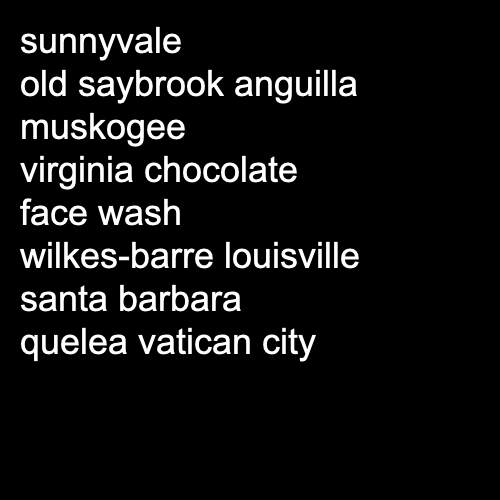 sunnyvale
old saybrook anguilla
muskogee
virginia chocolate
face wash
wilkes-barre louisville
santa barbara
quelea vatican city